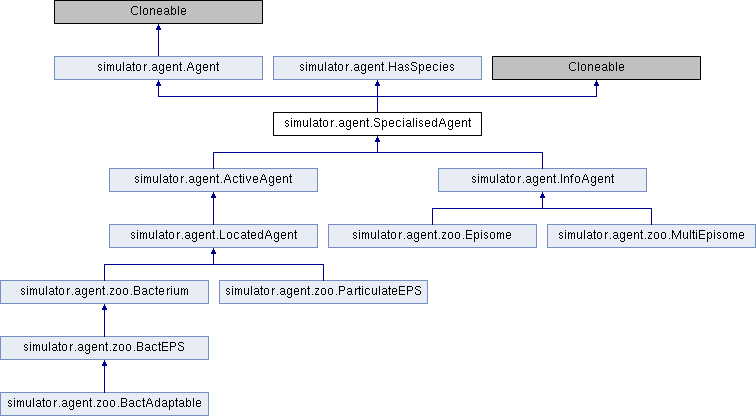 Cloneable
simulator.agent.Agent
simulator.agent.HasSpecies
Cloneable
simulator.agent.SpecialisedAgent
simulator.agent.ActiveAgent
simulator.agent.InfoAgent
simulator.agent.LocatedAgent
simulator.agent.zoo.Episome
simulator.agent.zoo.MultiEpisome
simulator.agent.zoo.Bacterium
simulator.agent.zoo.ParticulateEPS
simulator.agent.zoo.BactEPS
simulator.agent.zoo.BactAdaptable